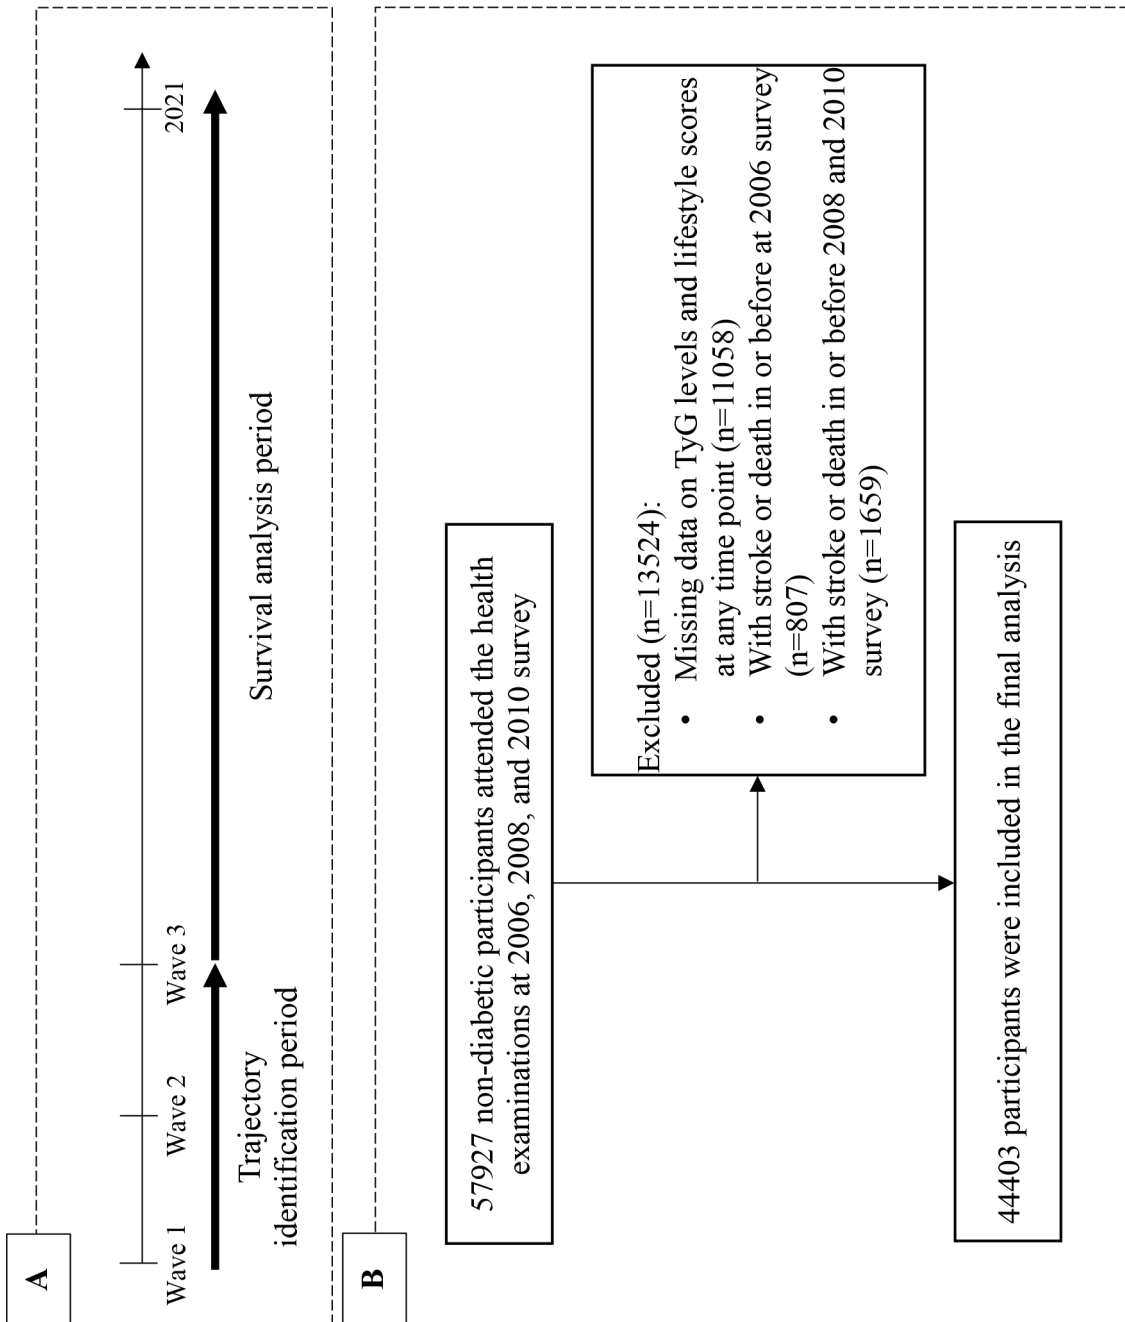 A
Wave 1
Wave 2
Wave 3
2021
Trajectory
identification period
Survival analysis period
B
57927 non-diabetic participants attended the health
examinations at 2006, 2008, and 2010 survey
Excluded (n=13524):
• Missing data on TyG levels and lifestyle scores
at any time point (n=11058)
• With stroke or death in or before at 2006 survey
(n=807)
• With stroke or death in or before 2008 and 2010
survey (n=1659)
44403 participants were included in the final analysis